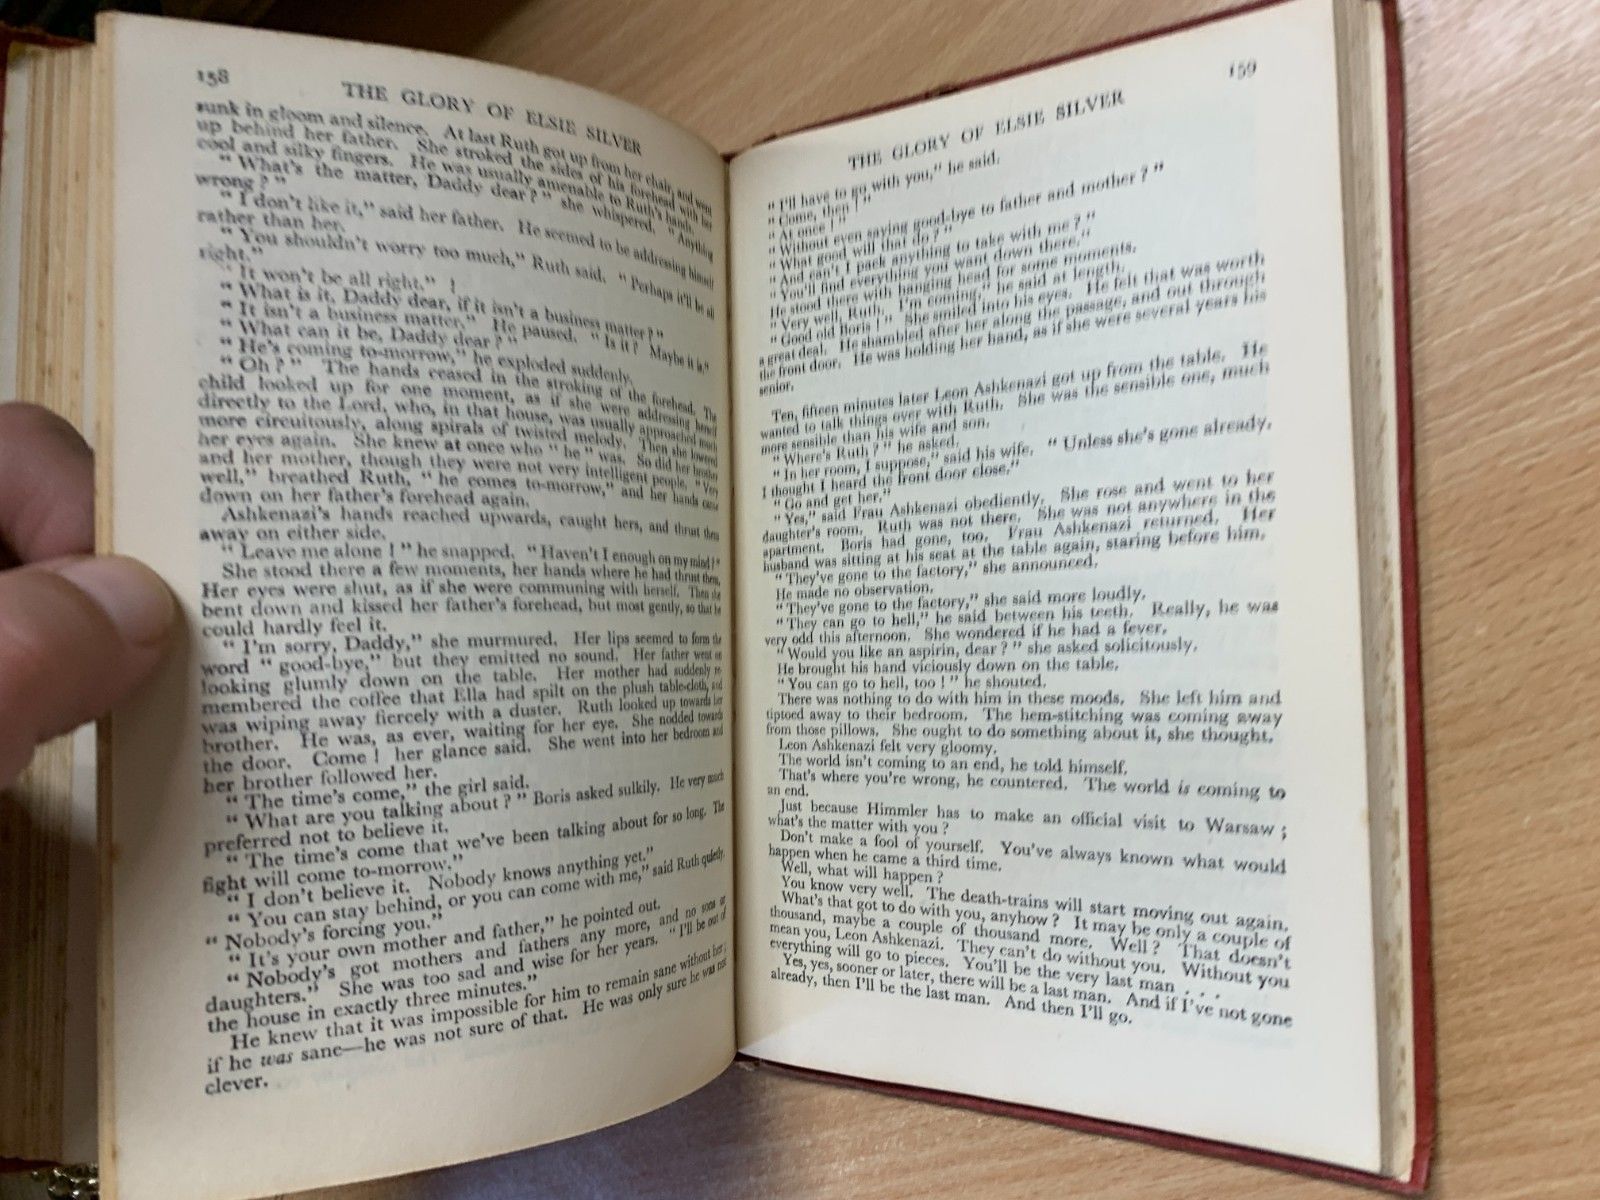 158
THE GLORY OF ELSIE SILVER
sunk in gloom and silence. At last Ruth got up from her chair, and went
up behind her father. She stroked the sides of his forehead with her
cool and silky fingers. He was usually amenable to Ruth's hands.
" What's the matter, Daddy dear ? " she whispered. " Anything
wrong ? "
" I don't like it," said her father. He seemed to be addressing himself
rather than her.
" You shouldn't worry too much," Ruth said. " Perhaps it'll be all
right."
" It won't be all right." !
" What is it, Daddy dear, if it isn't a business matter ? "
" It isn't a business matter," He paused. " Is it ? Maybe it is."
" What can it be, Daddy dear ? "
" He's coming to-morrow," he exploded suddenly.
" Oh ? " The hands ceased in the stroking of the forehead. The
child looked up for one moment, as if she were addressing herself
directly to the Lord, who, in that house, was usually approached much
more circuitously, along spirals of twisted melody. Then she lowered
her eyes again. She knew at once who " he " was. So did her brother
and her mother, though they were not very intelligent people. " Very
well," breathed Ruth, " he comes to-morrow," and her hands came
down on her father's forehead again.
Ashkenazi's hands reached upwards, caught hers, and thrust them
away on either side.
" Leave me alone ! " he snapped. " Haven't I enough on my mind ? "
She stood there a few moments, her hands where he had thrust them.
Her eyes were shut, as if she were communing with herself. Then she
bent down and kissed her father's forehead, but most gently, so that he
could hardly feel it.
" I'm sorry, Daddy," she murmured. Her lips seemed to form the
word " good-bye," but they emitted no sound. Her father went on
looking glumly down on the table. Her mother had suddenly re-
membered the coffee that Ella had spilt on the plush table-cloth, and
was wiping away fiercely with a duster. Ruth looked up towards her
brother. He was, as ever, waiting for her eye. She nodded towards
the door. Come ! her glance said. She went into her bedroom and
her brother followed her.
" The time's come," the girl said.
" What are you talking about ? " Boris asked sulkily. He very much
preferred not to believe it.
" The time's come that we've been talking about for so long. The
fight will come to-morrow."
" I don't believe it. Nobody knows anything yet."
" You can stay behind, or you can come with me," said Ruth quietly.
" Nobody's forcing you."
" It's your own mother and father," he pointed out.
" Nobody's got mothers and fathers any more, and no sons or
daughters." She was too sad and wise for her years. " I'll be out of
the house in exactly three minutes."
He knew that it was impossible for him to remain sane without her ;
if he was sane—he was not sure of that. He was only sure he was not
clever.
THE GLORY OF ELSIE SILVER
159
" I'll have to go with you," he said.
" Come, then ! "
" At once ! "
" Without even saying good-bye to father and mother ? "
" What good will that do ? "
" And can't I pack anything to take with me ? "
" You'll find everything you want down there."
He stood there with hanging head for some moments.
" Very well, Ruth. I'm coming," he said at length.
" Good old Boris ! " She smiled into his eyes. He felt that was worth
a great deal. He shambled after her along the passage, and out through
the front door. He was holding her hand, as if she were several years his
senior.
Ten, fifteen minutes later Leon Ashkenazi got up from the table. He
wanted to talk things over with Ruth. She was the sensible one, much
more sensible than his wife and son.
" Where's Ruth ? " he asked.
" In her room, I suppose," said his wife. " Unless she's gone already.
I thought I heard the front door close."
" Go and get her."
" Yes," said Frau Ashkenazi obediently. She rose and went to her
daughter's room. Ruth was not there. She was not anywhere in the
apartment. Boris had gone, too. Frau Ashkenazi returned. Her
husband was sitting at his seat at the table again, staring before him.
" They've gone to the factory," she announced.
He made no observation.
" They've gone to the factory," she said more loudly.
" They can go to hell," he said between his teeth. Really, he was
very odd this afternoon. She wondered if he had a fever.
" Would you like an aspirin, dear ? " she asked solicitously.
He brought his hand viciously down on the table.
" You can go to hell, too ! " he shouted.
There was nothing to do with him in these moods. She left him and
tiptoed away to their bedroom. The hem-stitching was coming away
from those pillows. She ought to do something about it, she thought.
Leon Ashkenazi felt very gloomy.
The world isn't coming to an end, he told himself.
That's where you're wrong, he countered. The world is coming to
an end.
Just because Himmler has to make an official visit to Warsaw ;
what's the matter with you ?
Don't make a fool of yourself. You've always known what would
happen when he came a third time.
Well, what will happen ?
You know very well. The death-trains will start moving out again.
What's that got to do with you, anyhow ? It may be only a couple of
thousand, maybe a couple of thousand more. Well ? That doesn't
mean you, Leon Ashkenazi. They can't do without you. Without you
everything will go to pieces. You'll be the very last man . . .
Yes, yes, sooner or later, there will be a last man. And if I've not gone
already, then I'll be the last man. And then I'll go.